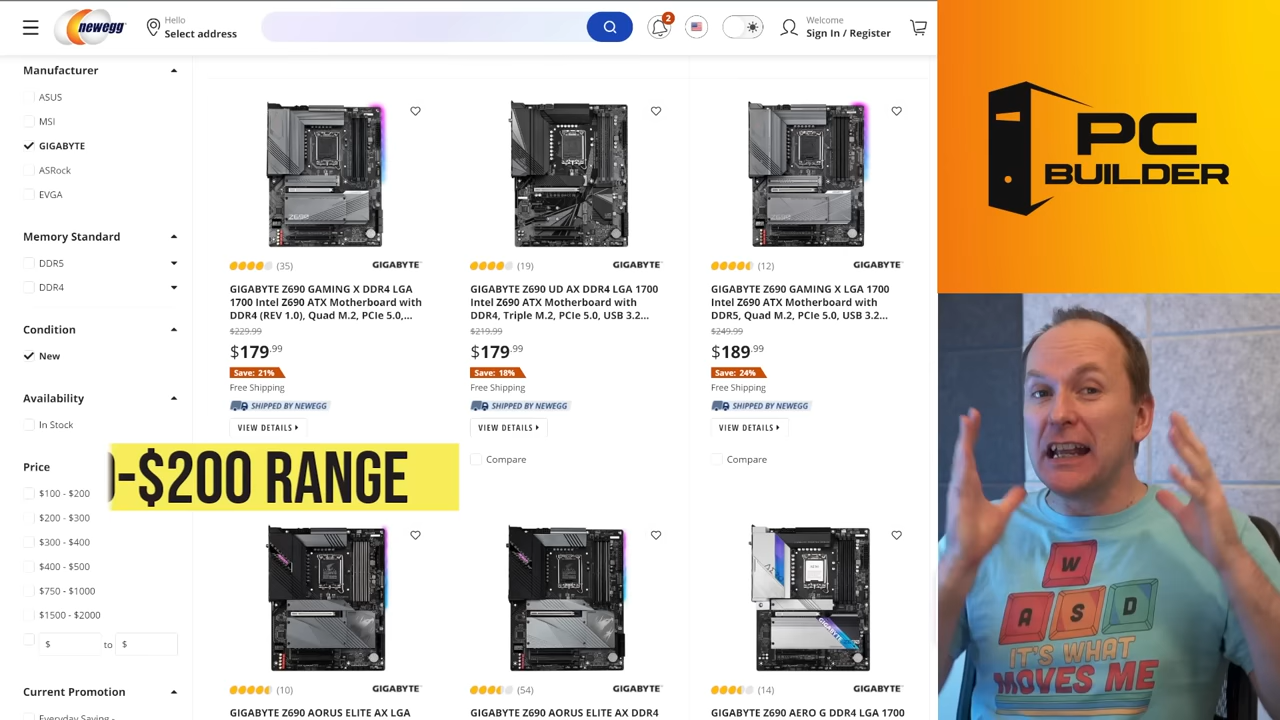 newegg
Hello
Select address
2
Welcome
Sign In / Register
Manufacturer
ASUS
MSI
GIGABYTE
ASRock
EVGA
Memory Standard
DDR5
DDR4
Condition
New
Availability
In Stock
Price
$100 - $200
$200 - $300
$300 - $400
$400 - $500
$750 - $1000
$1500 - $2000
$ to $
Current Promotion
(35) GIGABYTE
GIGABYTE Z690 GAMING X DDR4 LGA
1700 Intel Z690 ATX Motherboard with
DDR4 (REV 1.0), Quad M.2, PCIe 5.0,...
$229.99
$179.99
Save: 21%
Free Shipping
SHIPPED BY NEWEGG
VIEW DETAILS
(19) GIGABYTE
GIGABYTE Z690 UD AX DDR4 LGA 1700
Intel Z690 ATX Motherboard with
DDR4, Triple M.2, PCIe 5.0, USB 3.2...
$219.99
$179.99
Save: 18%
Free Shipping
SHIPPED BY NEWEGG
VIEW DETAILS
Compare
(12) GIGABYTE
GIGABYTE Z690 GAMING X LGA 1700
Intel Z690 ATX Motherboard with
DDR5, Quad M.2, PCIe 5.0, USB 3.2...
$249.99
$189.99
Save: 24%
Free Shipping
SHIPPED BY NEWEGG
VIEW DETAILS
Compare
-$200 RANGE
(10) GIGABYTE
GIGABYTE Z690 AORUS ELITE AX LGA
(54) GIGABYTE
GIGABYTE Z690 AORUS ELITE AX DDR4
(14) GIGABYTE
GIGABYTE Z690 AERO G DDR4 LGA 1700
PC
BUILDER
W
A S D
IT'S WHAT
MOVES ME